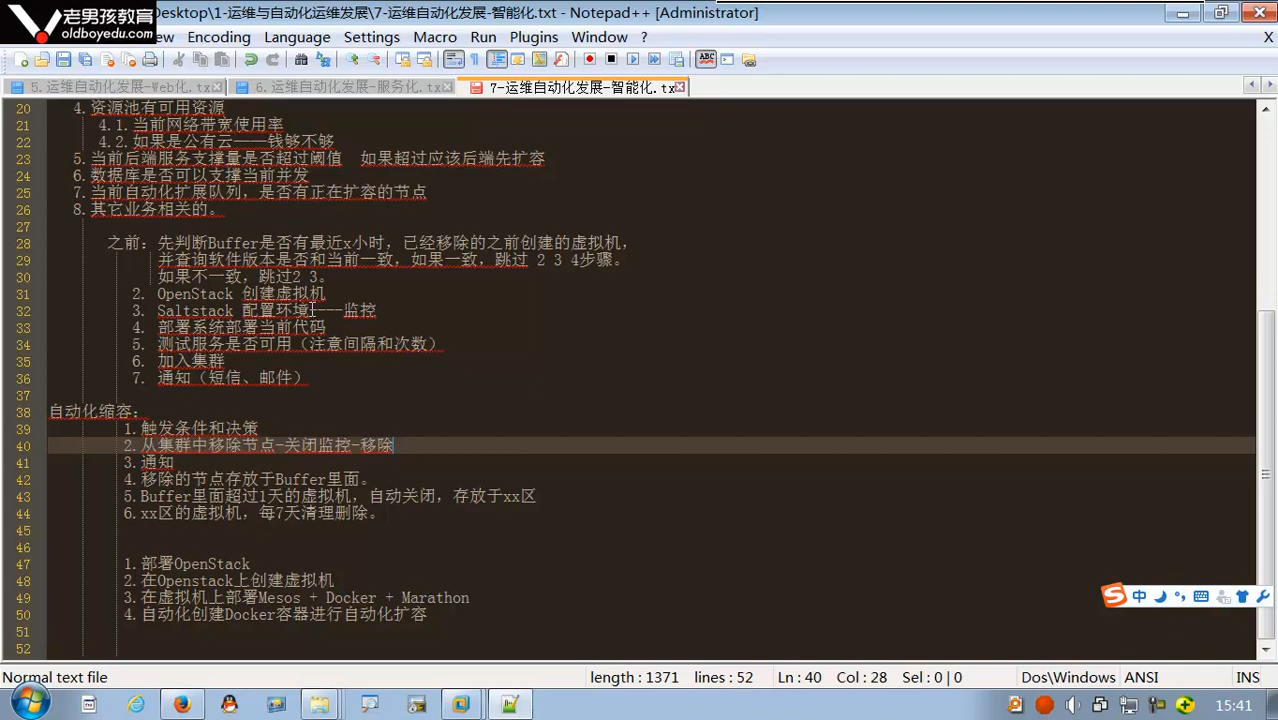 老男孩教育
oldboyedu.com
Desktop\1-运维与自动化运维发展\7-运维自动化发展-智能化.txt - Notepad++ [Administrator]
ew Encoding Language Settings Macro Run Plugins Window ? X
5. 运维自动化发展-Web化.tx 6. 运维自动化发展-服务化.txt 7-运维自动化发展-智能化.tx
20 4.资源池有可用资源
21 4.1.当前网络带宽使用率
22 4.2.如果是公有云——钱够不够
23 5.当前后端服务支撑量是否超过阈值 如果超过应该后端先扩容
24 6.数据库是否可以支撑当前并发
25 7.当前自动化扩展队列，是否有正在扩容的节点
26 8.其它业务相关的。
27
28 之前：先判断Buffer是否有最近x小时，已经移除的之前创建的虚拟机，
29 并查询软件版本是否和当前一致，如果一致，跳过 2 3 4步骤。
30 如果不一致，跳过2 3。
31 2. OpenStack 创建虚拟机
32 3. Saltstack 配置环境----监控
33 4. 部署系统部署当前代码
34 5. 测试服务是否可用（注意间隔和次数）
35 6. 加入集群
36 7. 通知（短信、邮件）
37
38 自动化缩容：
39 1.触发条件和决策
40 2.从集群中移除节点-关闭监控-移除
41 3.通知
42 4.移除的节点存放于Buffer里面。
43 5.Buffer里面超过1天的虚拟机，自动关闭，存放于xx区
44 6.xx区的虚拟机，每7天清理删除。
45
46
47 1.部署OpenStack
48 2.在Openstack上创建虚拟机
49 3.在虚拟机上部署Mesos + Docker + Marathon
50 4.自动化创建Docker容器进行自动化扩容
51
52
中
Normal text file length : 1371 lines : 52 Ln : 40 Col : 28 Sel : 0 | 0 Dos\Windows ANSI INS
15:41